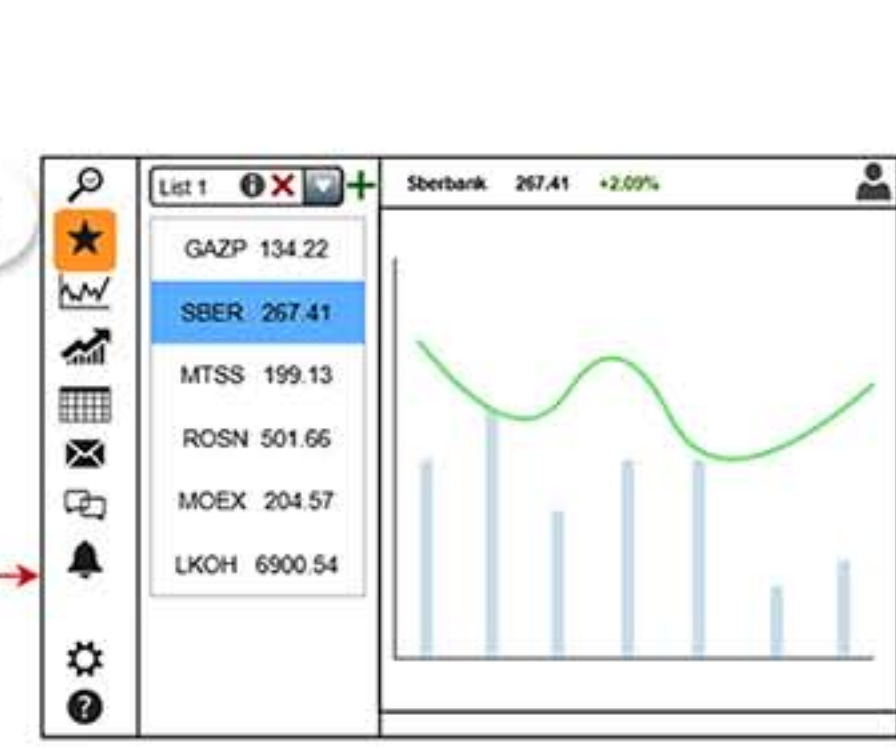 List 1
Sberbank 267.41 +2.09%
GAZP 134.22
SBER 267.41
MTSS 199.13
ROSN 501.66
MOEX 204.57
LKOH 6900.54